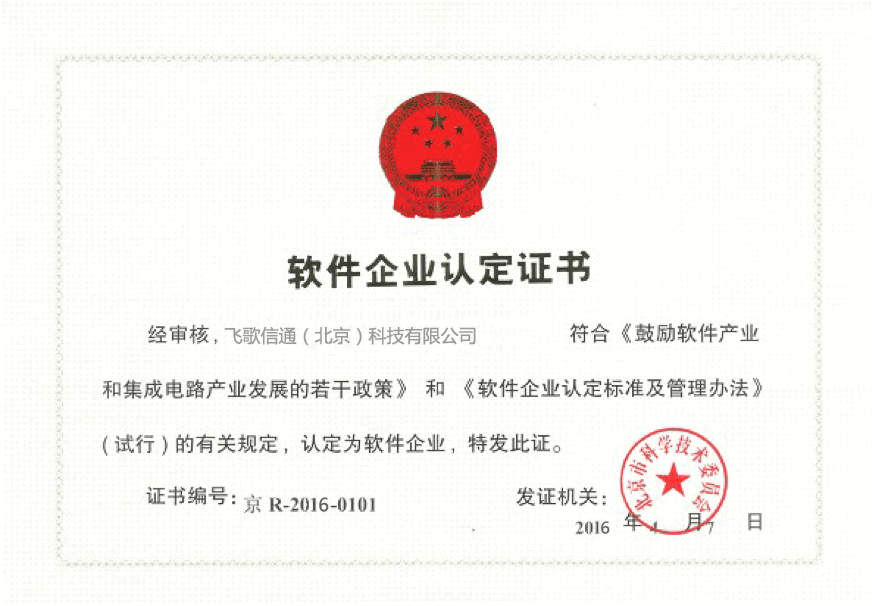 软件企业认定证书
经审核，飞歌信通（北京）科技有限公司 符合《鼓励软件产业
和集成电路产业发展的若干政策》和《软件企业认定标准及管理办法》
（试行）的有关规定，认定为软件企业，特发此证。
证书编号：京 R-2016-0101 发证机关：
北京市科学技术委员会
2016 年 4 月 7 日